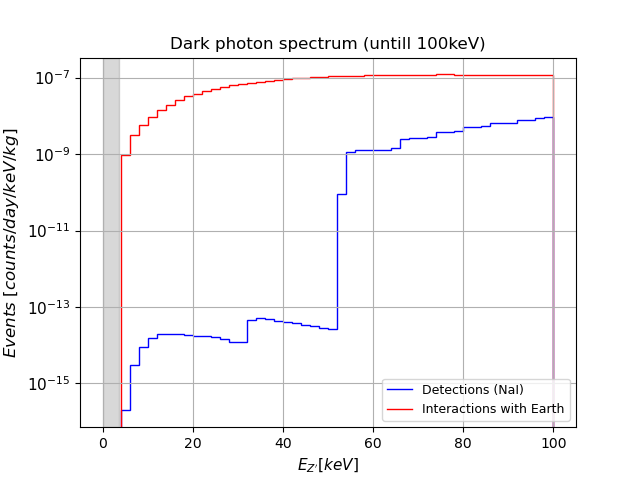 Dark photon spectrum (untill 100keV)
Events [counts/day/keV/kg]
10⁻⁷
10⁻⁹
10⁻¹¹
10⁻¹³
10⁻¹⁵
Detections (NaI)
Interactions with Earth
0 20 40 60 80 100
E_{Z'}[keV]